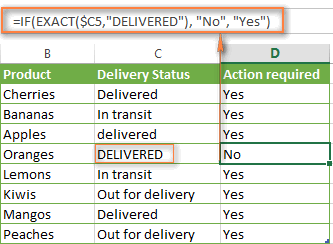 =IF(EXACT($C5,"DELIVERED"), "No", "Yes")
B C D
Product Delivery Status Action required
Cherries Delivered Yes
Bananas In transit Yes
Apples delivered Yes
Oranges DELIVERED No
Lemons In transit Yes
Kiwis Out for delivery Yes
Mangos Delivered Yes
Peaches Out for delivery Yes